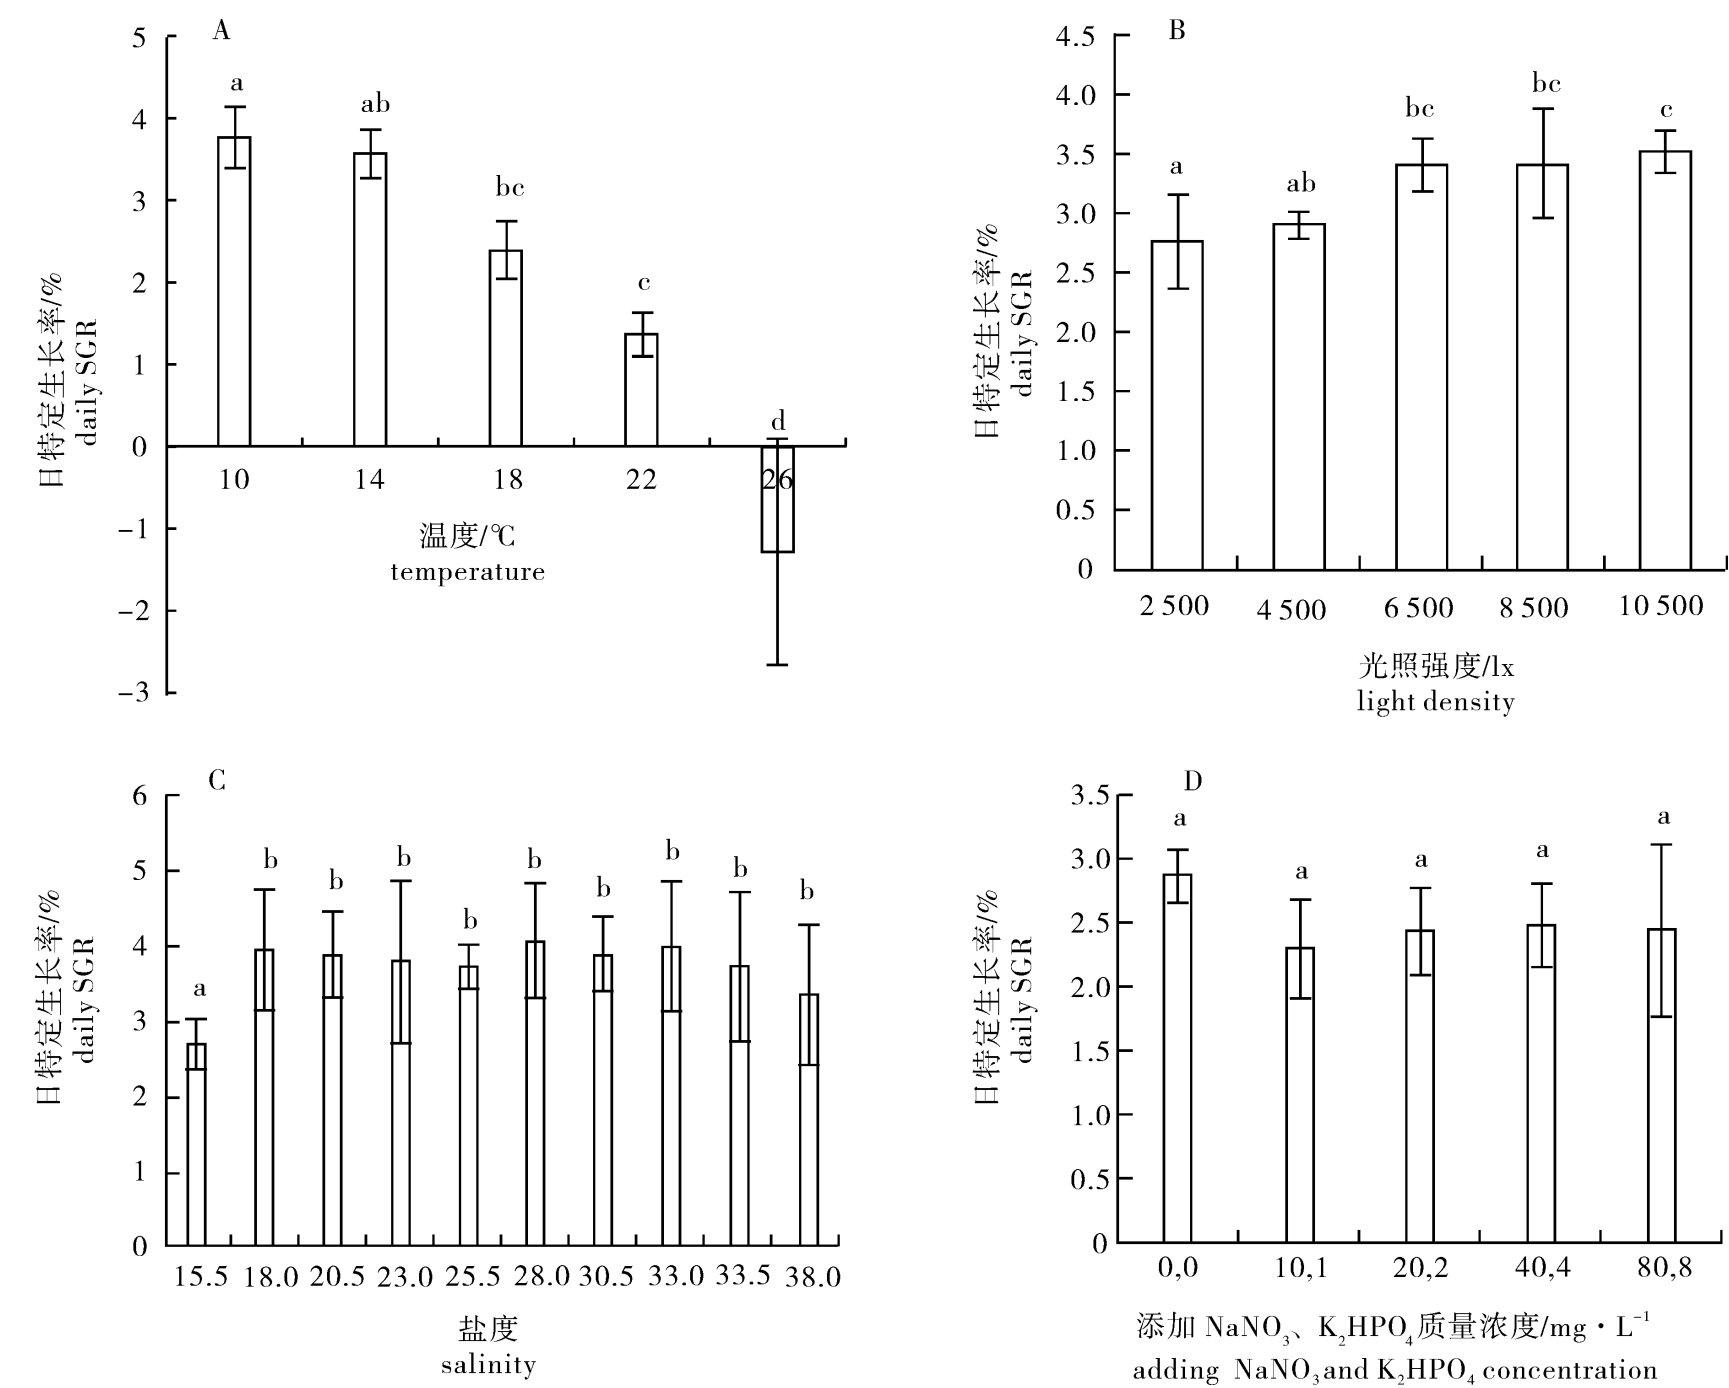 A
5
4
3
2
1
0
-1
-2
-3
日特定生长率/%
daily SGR
a
ab
bc
c
d
10 14 18 22 26
温度/℃
temperature
B
4.5
4.0
3.5
3.0
2.5
2.0
1.5
1.0
0.5
0
日特定生长率/%
daily SGR
a
ab
bc
bc
c
2 500 4 500 6 500 8 500 10 500
光照强度/lx
light density
C
6
5
4
3
2
1
0
日特定生长率/%
daily SGR
a
b
b
b
b
b
b
b
b
b
15.5 18.0 20.5 23.0 25.5 28.0 30.5 33.0 33.5 38.0
盐度
salinity
D
3.5
3.0
2.5
2.0
1.5
1.0
0.5
0
日特定生长率/%
daily SGR
a
a
a
a
a
0,0 10,1 20,2 40,4 80,8
添加 NaNO₃、K₂HPO₄质量浓度/mg·L⁻¹
adding NaNO₃and K₂HPO₄ concentration